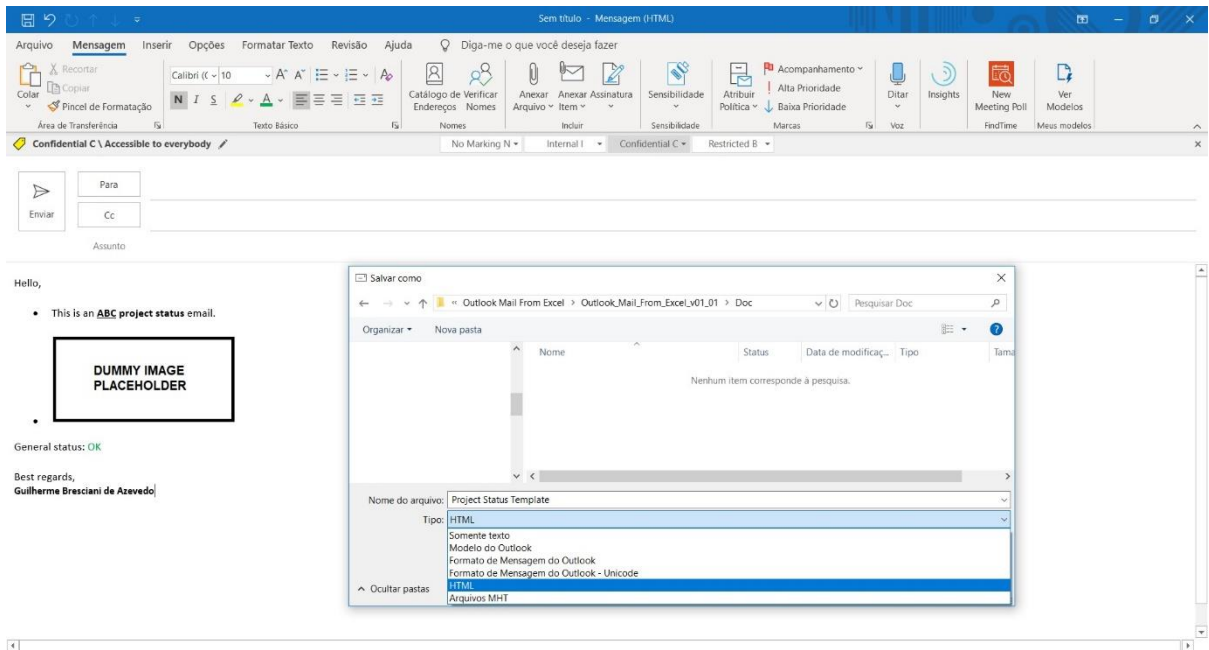 Sem título - Mensagem (HTML)
Arquivo Mensagem Inserir Opções Formatar Texto Revisão Ajuda Diga-me o que você deseja fazer
Colar
Recortar
Copiar
Pincel de Formatação
Área de Transferência
Calibri (C 10
N I S
Texto Básico
Catálogo de Endereços
Verificar Nomes
Nomes
Anexar Arquivo
Anexar Item
Assinatura
Incluir
Sensibilidade
Sensibilidade
Atribuir Política
Acompanhamento
Alta Prioridade
Baixa Prioridade
Marcas
Ditar
Voz
Insights
New Meeting Poll
FindTime
Ver Modelos
Meus modelos
Confidential C \ Accessible to everybody
No Marking N Internal I Confidential C Restricted B
Enviar
Para
Cc
Assunto
Hello,
• This is an ABC project status email.
DUMMY IMAGE
PLACEHOLDER
•
General status: OK
Best regards,
Guilherme Bresciani de Azevedo
Salvar como
« Outlook Mail From Excel > Outlook_Mail_From_Excel_v01_01 > Doc
Pesquisar Doc
Organizar Nova pasta
Nome Status Data de modificaç... Tipo Tama
Nenhum item corresponde à pesquisa.
Nome do arquivo: Project Status Template
Tipo: HTML
Somente texto
Modelo do Outlook
Formato de Mensagem do Outlook
Formato de Mensagem do Outlook - Unicode
HTML
Arquivos MHT
Ocultar pastas